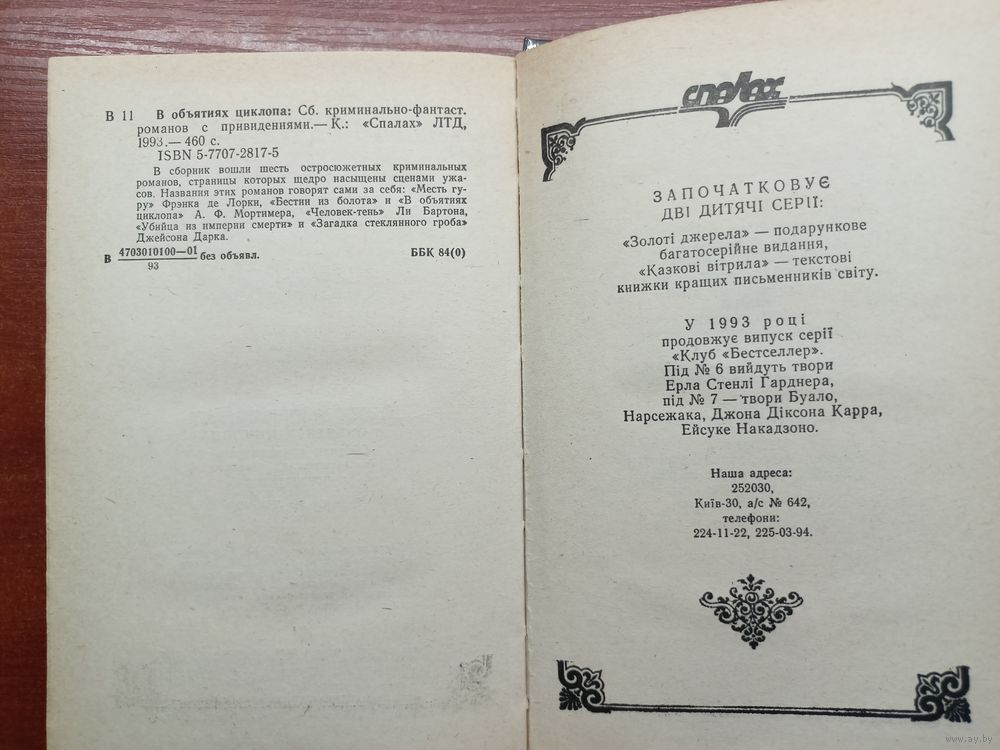 В 11 В объятиях циклопа: Сб. криминально-фантаст.
романов с привидениями.— К.: «Спалах» ЛТД,
1993.— 460 с.
ISBN 5-7707-2817-5
В сборник вошли шесть остросюжетных криминальных
романов, страницы которых щедро насыщены сценами ужа-
сов. Названия этих романов говорят сами за себя: «Месть гу-
ру» Фрэнка де Лорки, «Бестии из болота» и «В объятиях
циклопа» А. Ф. Мортимера, «Человек-тень» Ли Бартона,
«Убийца из империи смерти» и «Загадка стеклянного гроба»
Джейсона Дарка.
В 4703010100—01 без объявл. ББК 84(0)
93
спалах
ЗАПОЧАТКОВУЄ
ДВІ ДИТЯЧІ СЕРІЇ:
«Золоті джерела» — подарункове
багатосерійне видання,
«Казкові вітрила» — текстові
книжки кращих письменників світу.
У 1993 році
продовжує випуск серії
«Клуб «Бестселлер».
Під № 6 вийдуть твори
Ерла Стенлі Гарднера,
під № 7 — твори Буало,
Нарсежака, Джона Діксона Карра,
Ейсуке Накадзоно.
Наша адреса:
252030,
Київ-30, а/с № 642,
телефони:
224-11-22, 225-03-94.
www.ay.by